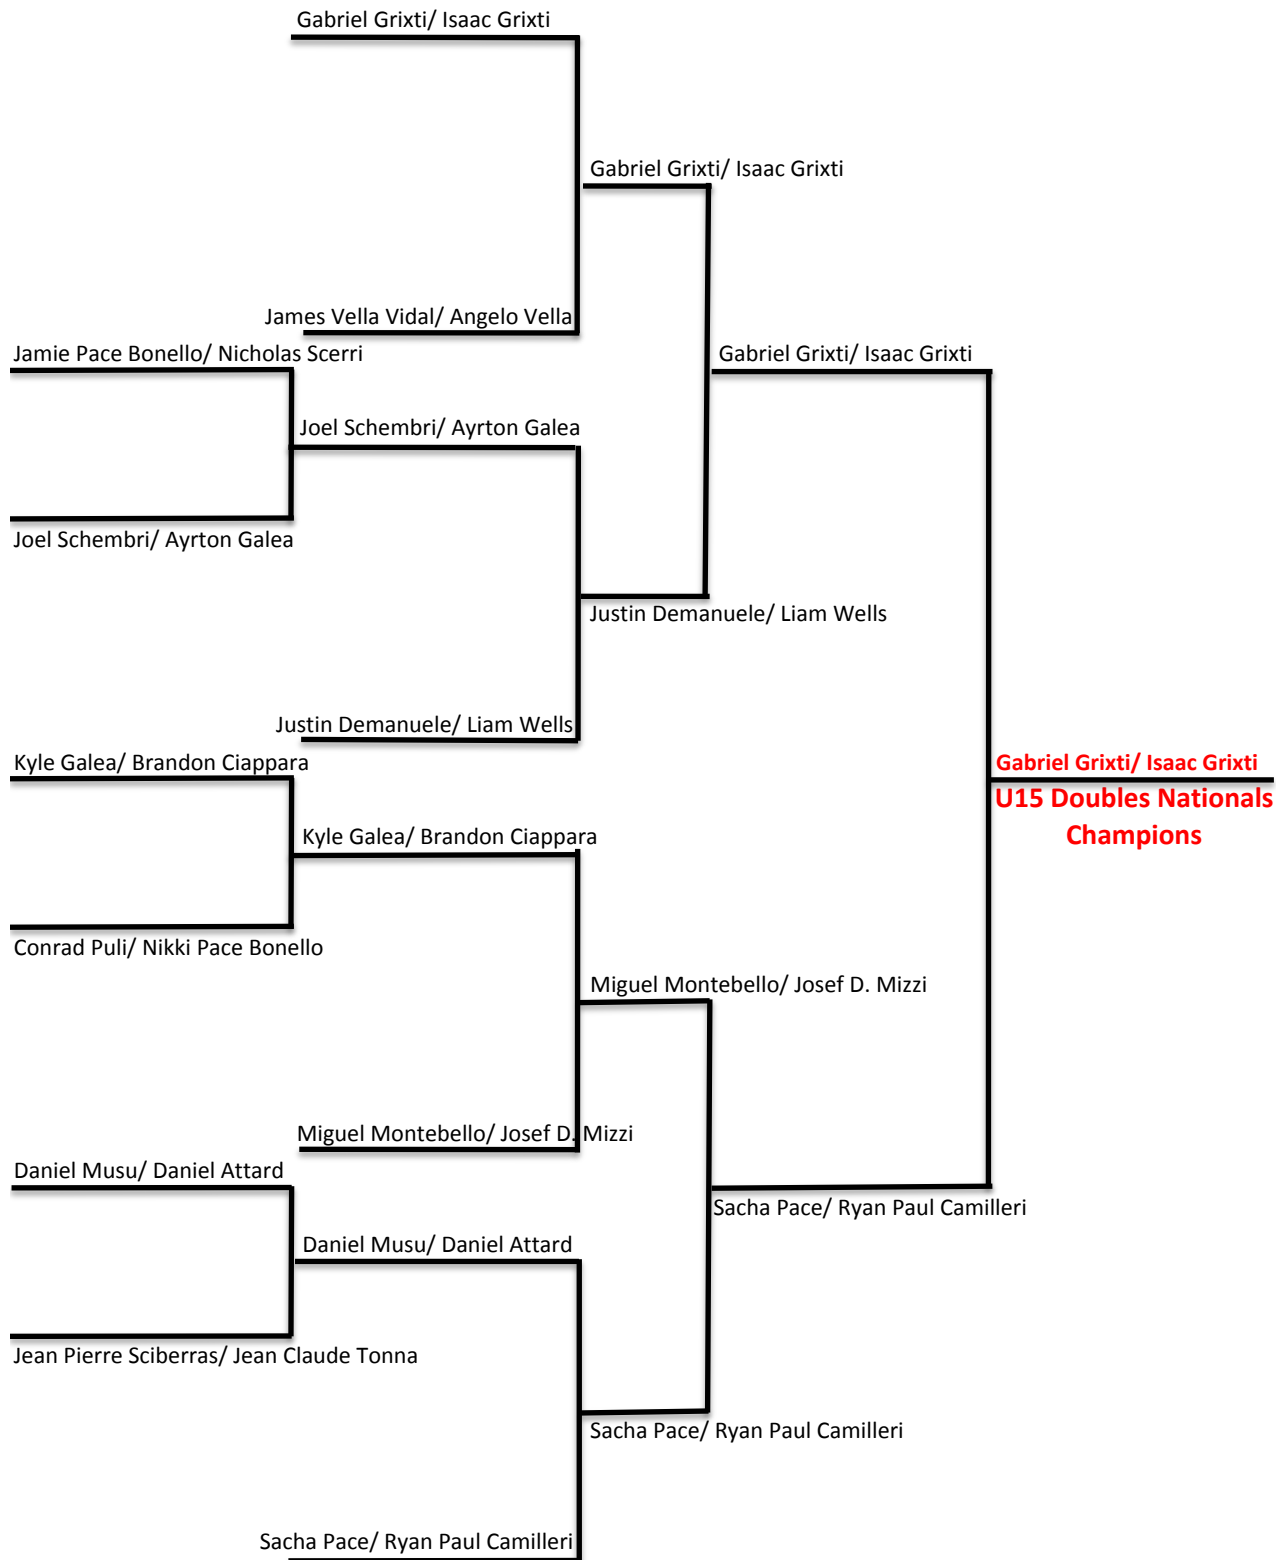 Gabriel Grixti/ Isaac Grixti
Gabriel Grixti/ Isaac Grixti
James Vella Vidal/ Angelo Vella
Jamie Pace Bonello/ Nicholas Scerri
Gabriel Grixti/ Isaac Grixti
Joel Schembri/ Ayrton Galea
Joel Schembri/ Ayrton Galea
Justin Demanuele/ Liam Wells
Justin Demanuele/ Liam Wells
Kyle Galea/ Brandon Ciappara
Gabriel Grixti/ Isaac Grixti
U15 Doubles Nationals
Champions
Kyle Galea/ Brandon Ciappara
Conrad Puli/ Nikki Pace Bonello
Miguel Montebello/ Josef D. Mizzi
Miguel Montebello/ Josef D. Mizzi
Daniel Musu/ Daniel Attard
Sacha Pace/ Ryan Paul Camilleri
Daniel Musu/ Daniel Attard
Jean Pierre Sciberras/ Jean Claude Tonna
Sacha Pace/ Ryan Paul Camilleri
Sacha Pace/ Ryan Paul Camilleri